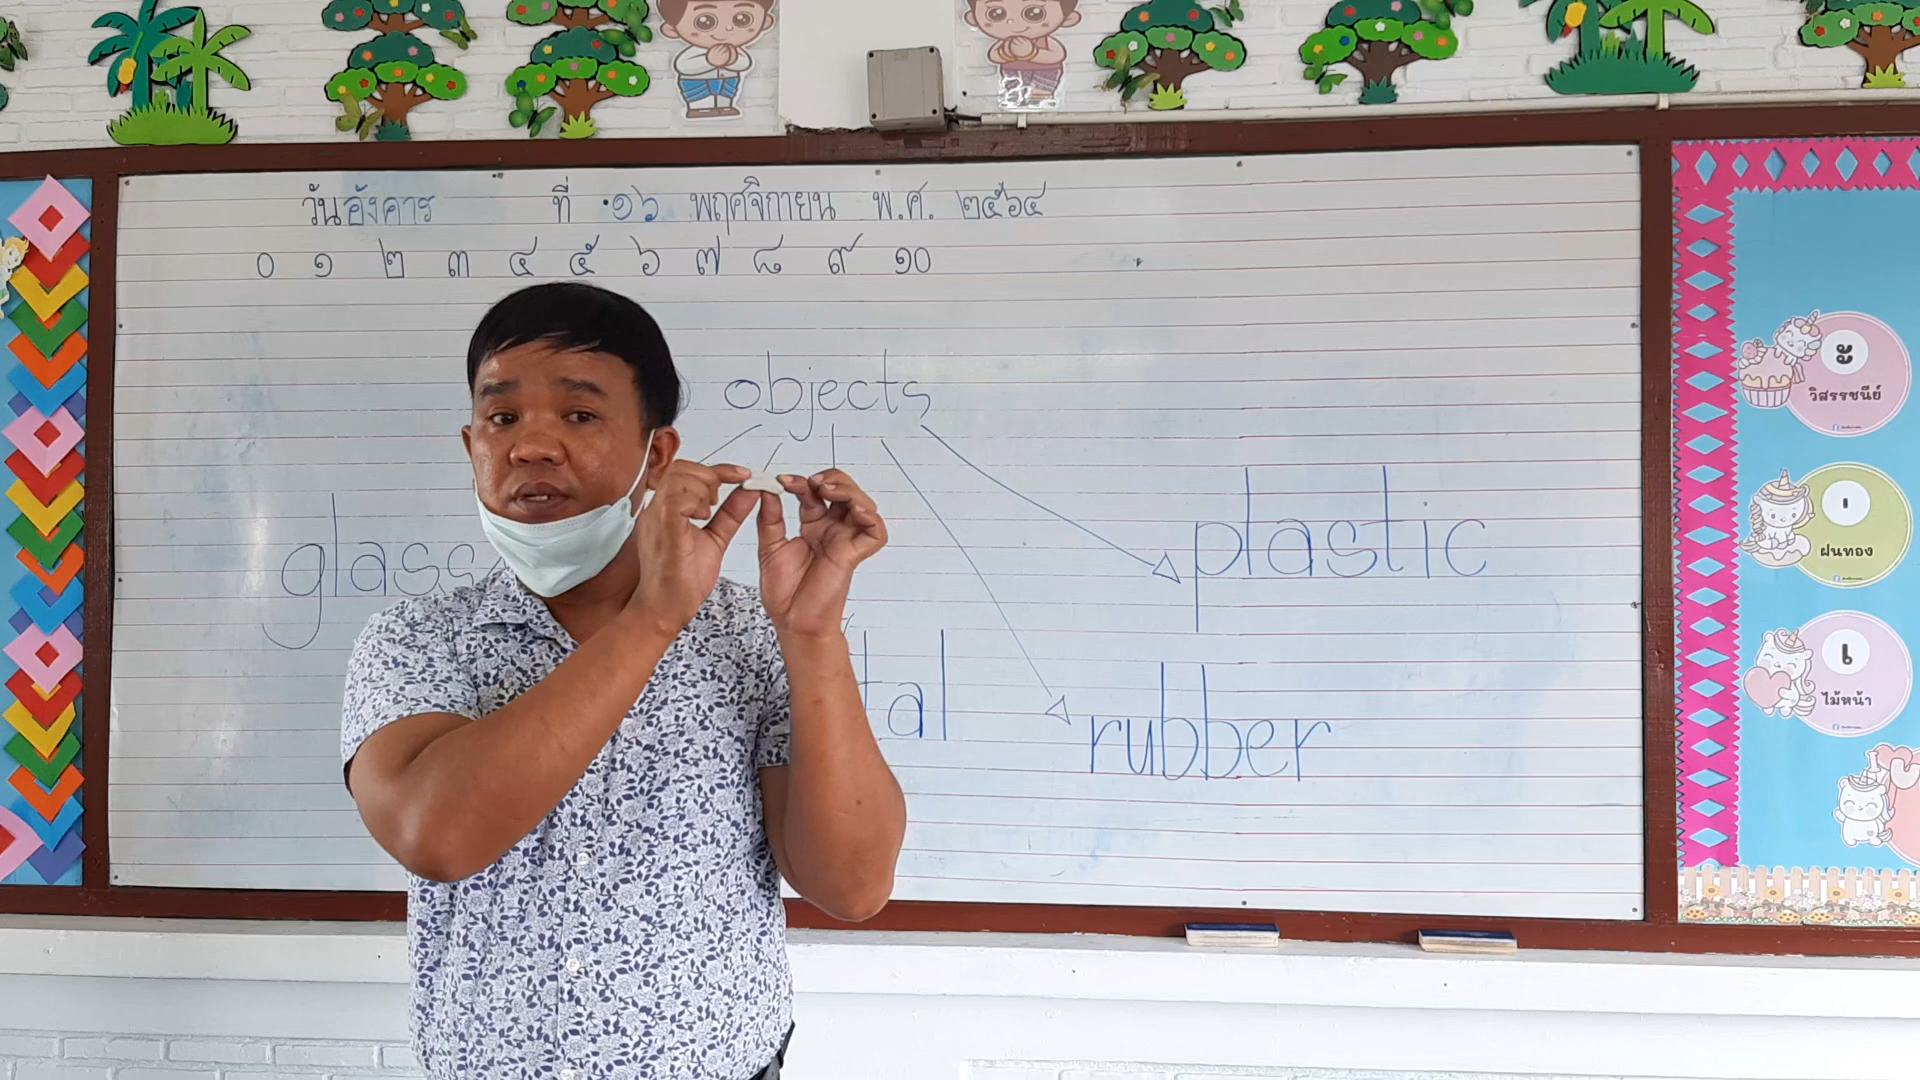 วันอังคาร ที่ ๑๖ พฤศจิกายน พ.ศ. ๒๕๖๔
๐ ๑ ๒ ๓ ๔ ๕ ๖ ๗ ๘ ๙ ๑๐
objects
glass
plastic
tal
rubber
ะ
วิสรรชนีย์
ฝนทอง
เ
ไม้หน้า